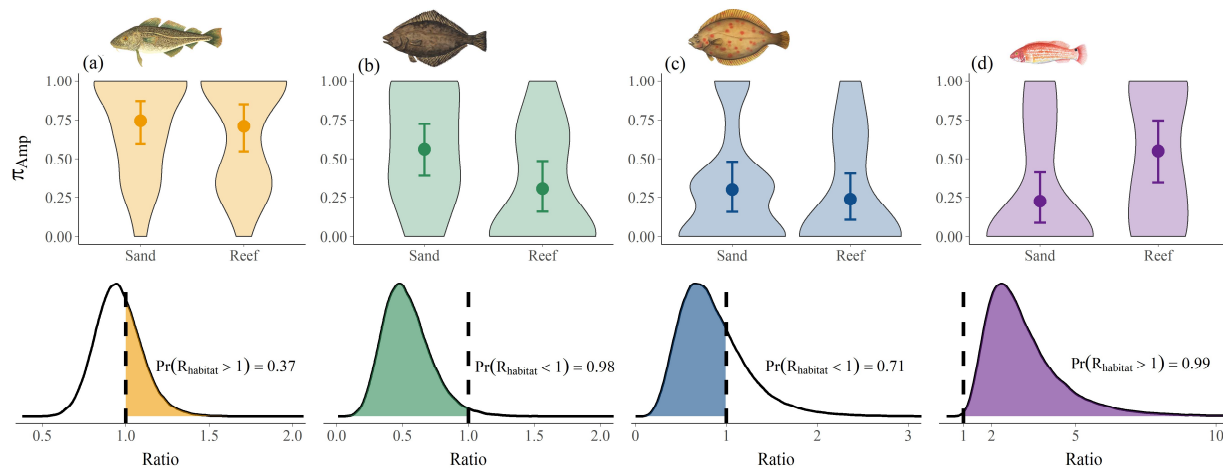 (a)
(b)
(c)
(d)
π_Amp
1.00
0.75
0.50
0.25
0.00
Sand Reef
1.00
0.75
0.50
0.25
0.00
Sand Reef
1.00
0.75
0.50
0.25
0.00
Sand Reef
1.00
0.75
0.50
0.25
0.00
Sand Reef
Pr(R_habitat > 1) = 0.37
0.5 1.0 1.5 2.0
Ratio
Pr(R_habitat < 1) = 0.98
0.0 0.5 1.0 1.5 2.0
Ratio
Pr(R_habitat < 1) = 0.71
0 1 2 3
Ratio
Pr(R_habitat > 1) = 0.99
1 2 5 10
Ratio